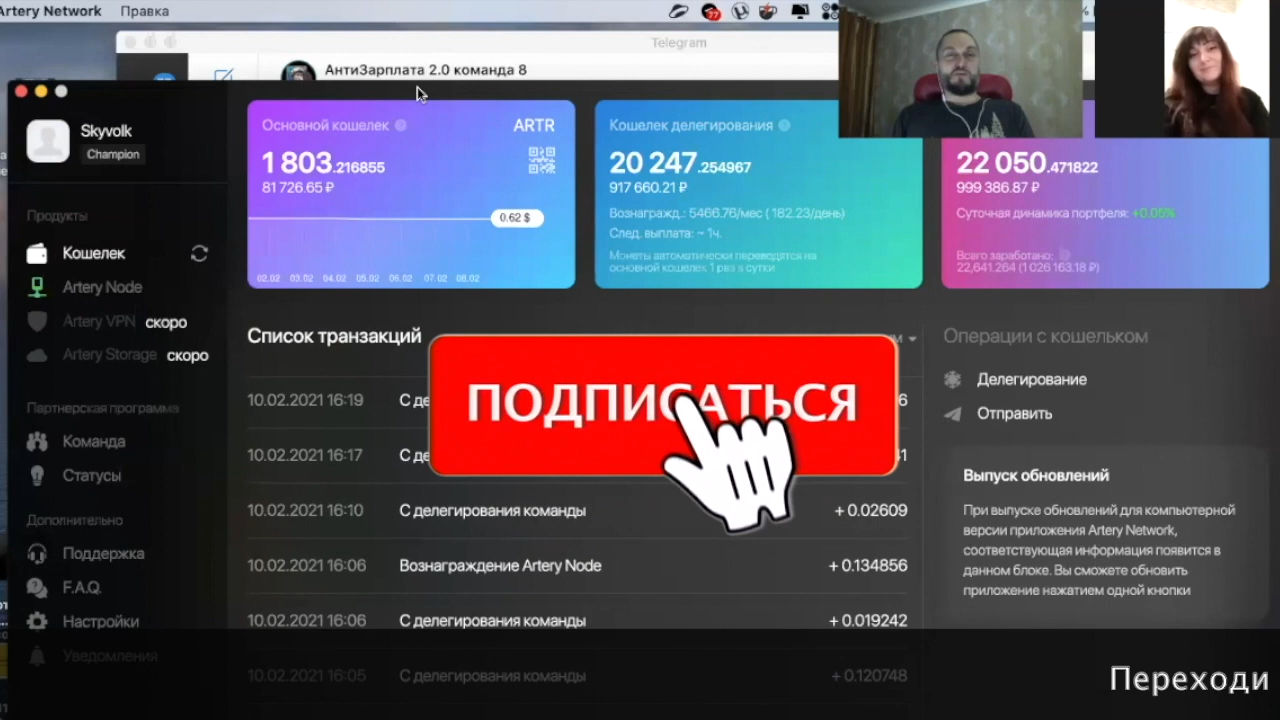 Artery Network Правка
77
Telegram
АнтиЗарплата 2.0 команда 8
Skyvolk
Champion
Продукты
Кошелек
Artery Node
Artery VPN скоро
Artery Storage скоро
Партнерская программа
Команда
Статусы
Дополнительно
Поддержка
F.A.Q.
Настройки
Уведомления
Основной кошелек ARTR
1 803.216855
81 726.65 ₽
0.62 $
02.02 03.02 04.02 05.02 06.02 07.02 08.02
Кошелек делегирования
20 247.254967
917 660.21 ₽
Вознагражд.: 5466.76/мес ( 182.23/день)
След. выплата: ~ 1ч.
Монеты автоматически переводятся на
основной кошелек 1 раз в сутки
22 050.471822
999 386.87 ₽
Суточная динамика портфеля: +0.05%
Всего заработано:
22,641.264 (1 026 163.18 ₽)
Список транзакций
10.02.2021 16:19 С де 6
10.02.2021 16:17 С де
10.02.2021 16:10 С делегирования команды + 0.02609
10.02.2021 16:06 Вознаграждение Artery Node + 0.134856
10.02.2021 16:06 С делегирования команды + 0.019242
10.02.2021 16:05 С делегирования команды + 0.120748
ПОДПИСАТЬСЯ
Операции с кошельком
Делегирование
Отправить
Выпуск обновлений
При выпуске обновлений для компьютерной
версии приложения Artery Network,
соответствующая информация появится в
данном блоке. Вы сможете обновить
приложение нажатием одной кнопки
Переходи